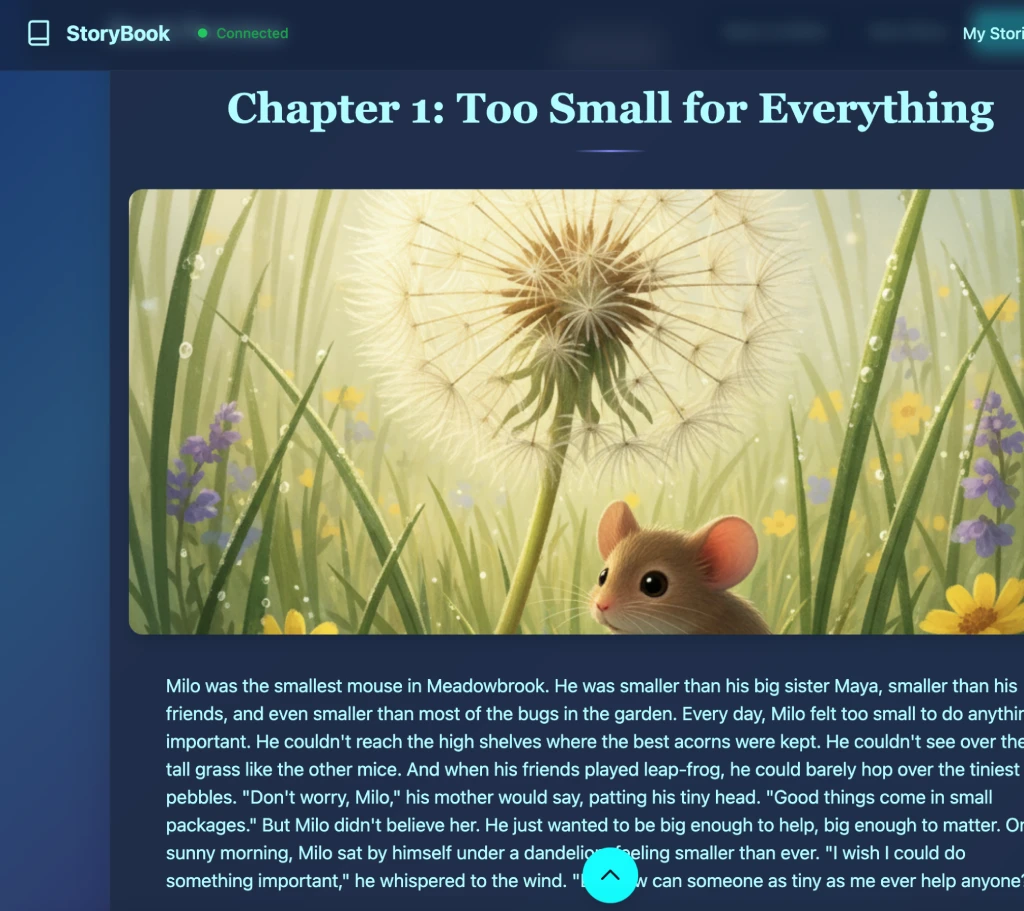 StoryBook
Connected
My Stori
Chapter 1: Too Small for Everything
Milo was the smallest mouse in Meadowbrook. He was smaller than his big sister Maya, smaller than his
friends, and even smaller than most of the bugs in the garden. Every day, Milo felt too small to do anythin
important. He couldn't reach the high shelves where the best acorns were kept. He couldn't see over the
tall grass like the other mice. And when his friends played leap-frog, he could barely hop over the tiniest
pebbles. "Don't worry, Milo," his mother would say, patting his tiny head. "Good things come in small
packages." But Milo didn't believe her. He just wanted to be big enough to help, big enough to matter. On
sunny morning, Milo sat by himself under a dandelion, feeling smaller than ever. "I wish I could do
something important," he whispered to the wind. " can someone as tiny as me ever help anyone?